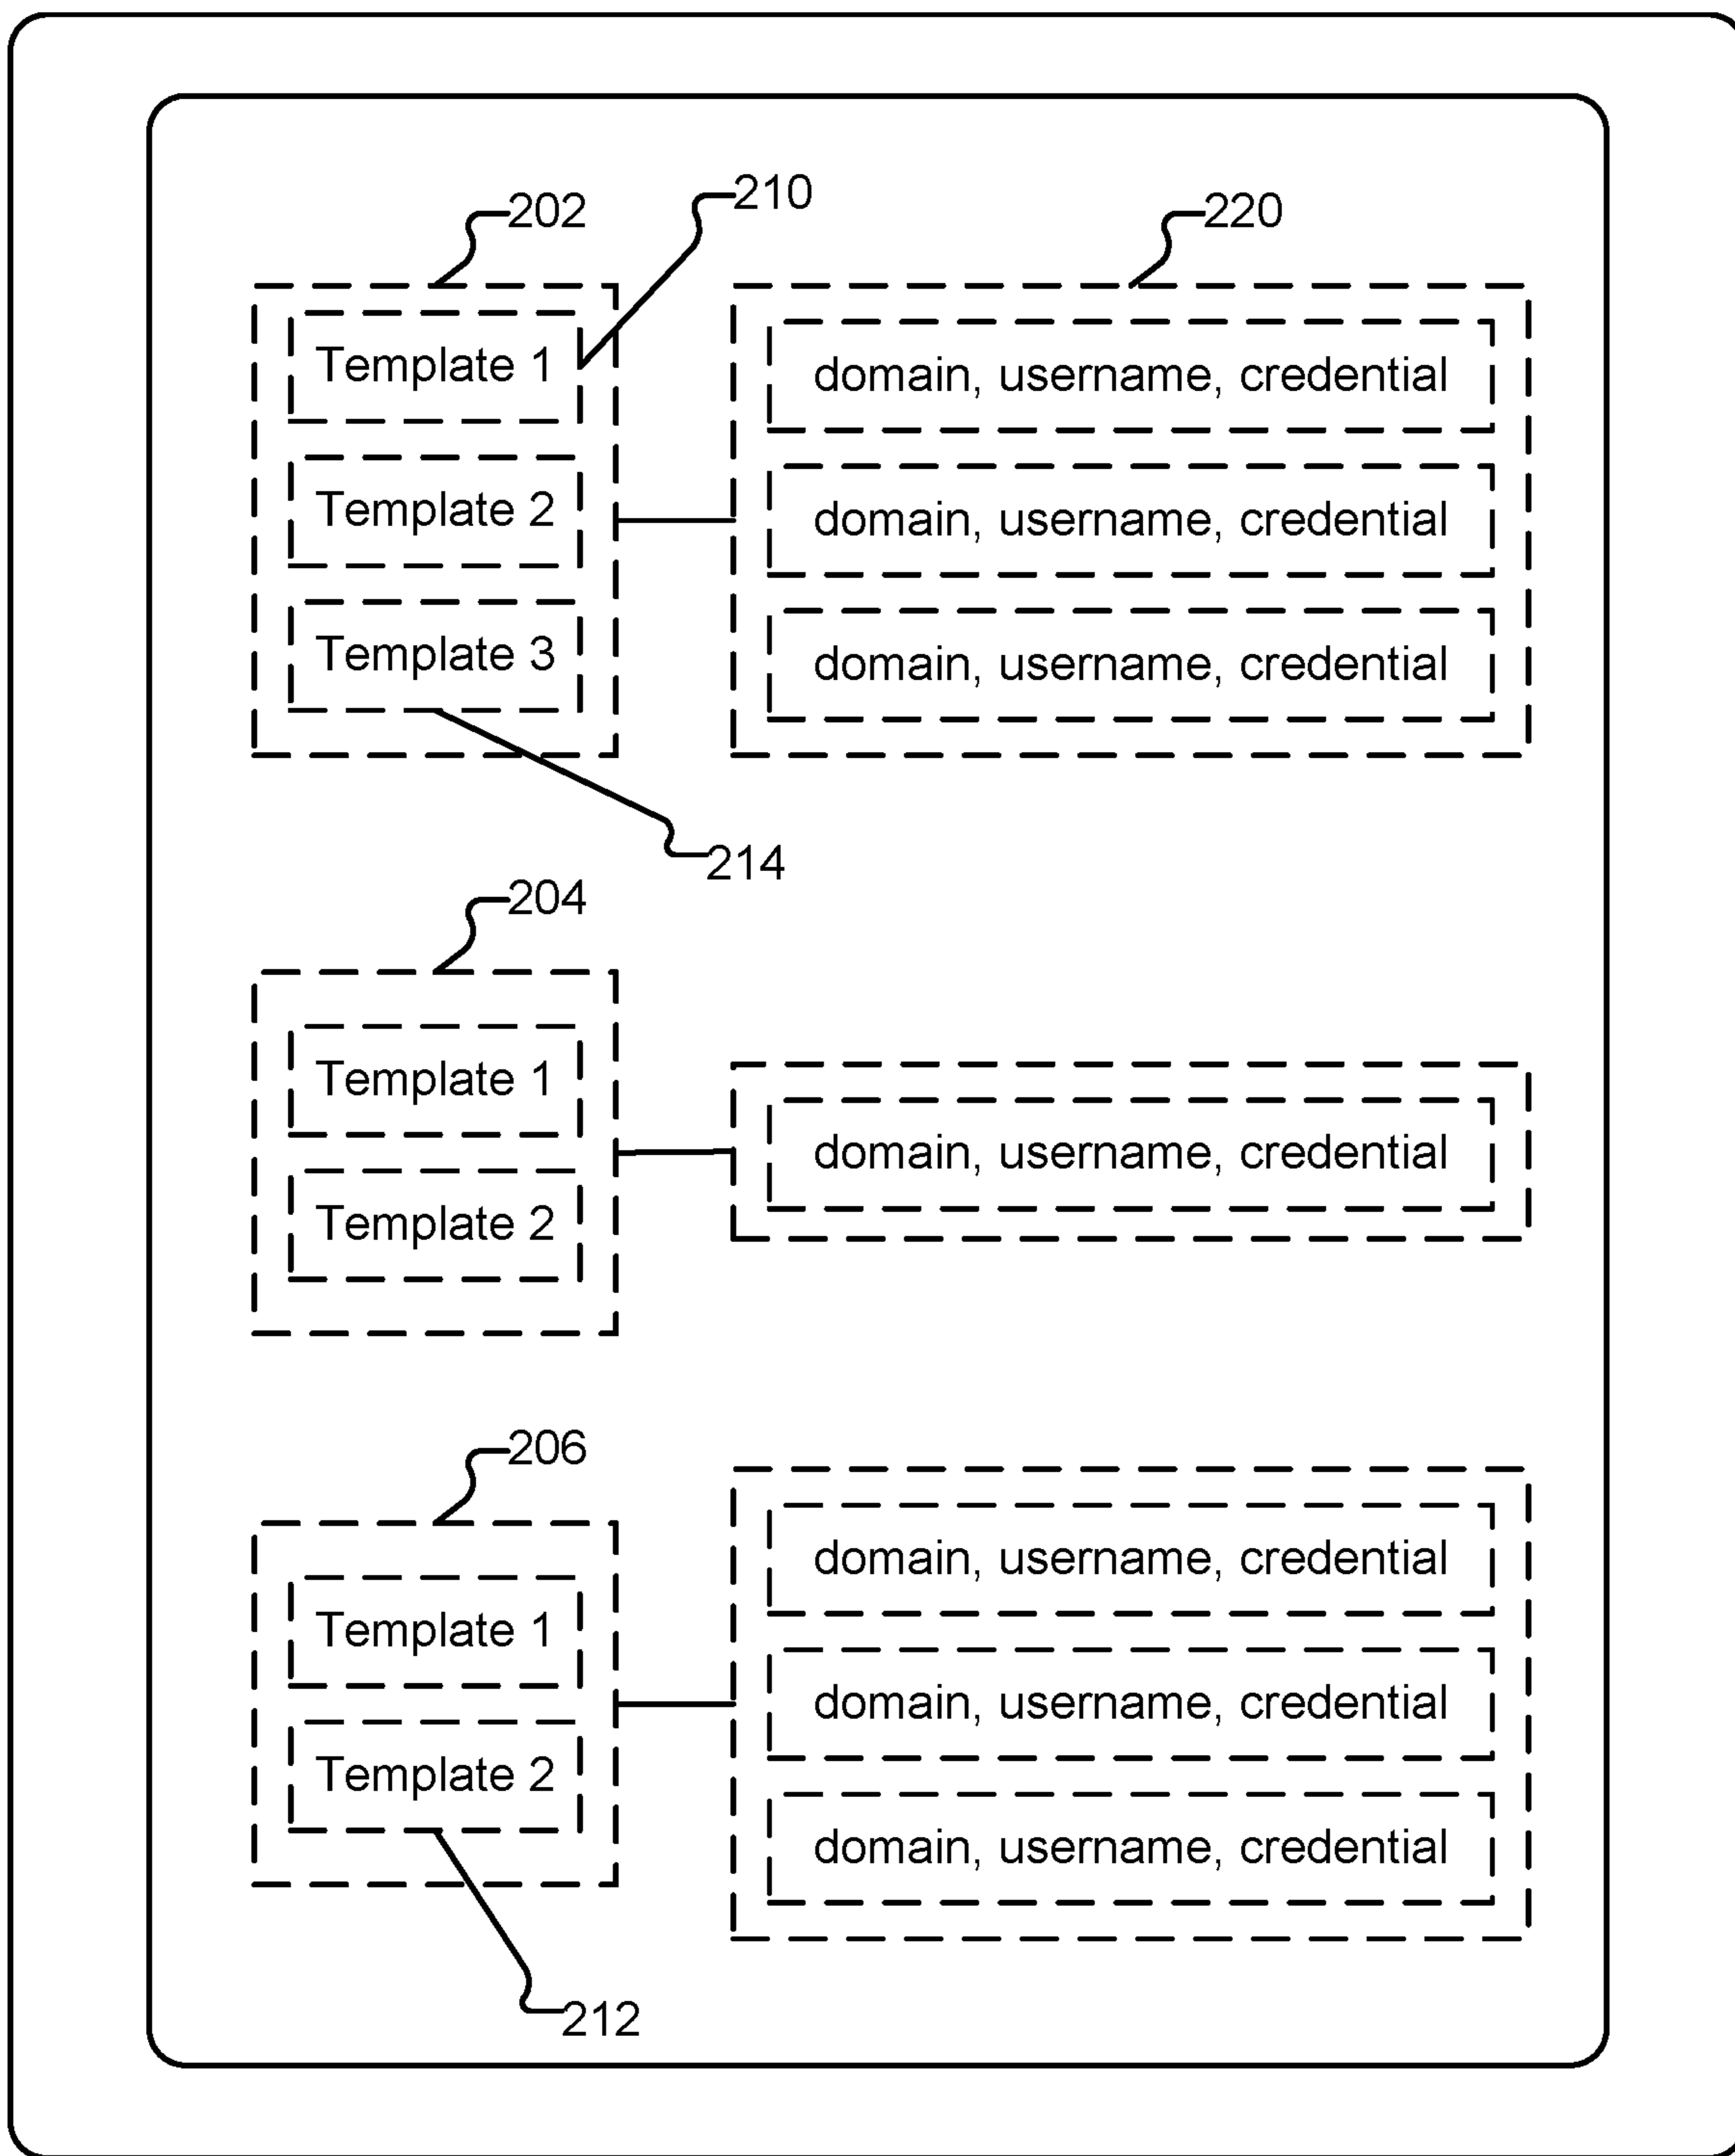 202
210
220
Template 1
domain, username, credential
Template 2
domain, username, credential
Template 3
domain, username, credential
214
204
Template 1
domain, username, credential
Template 2
206
domain, username, credential
Template 1
domain, username, credential
Template 2
domain, username, credential
212